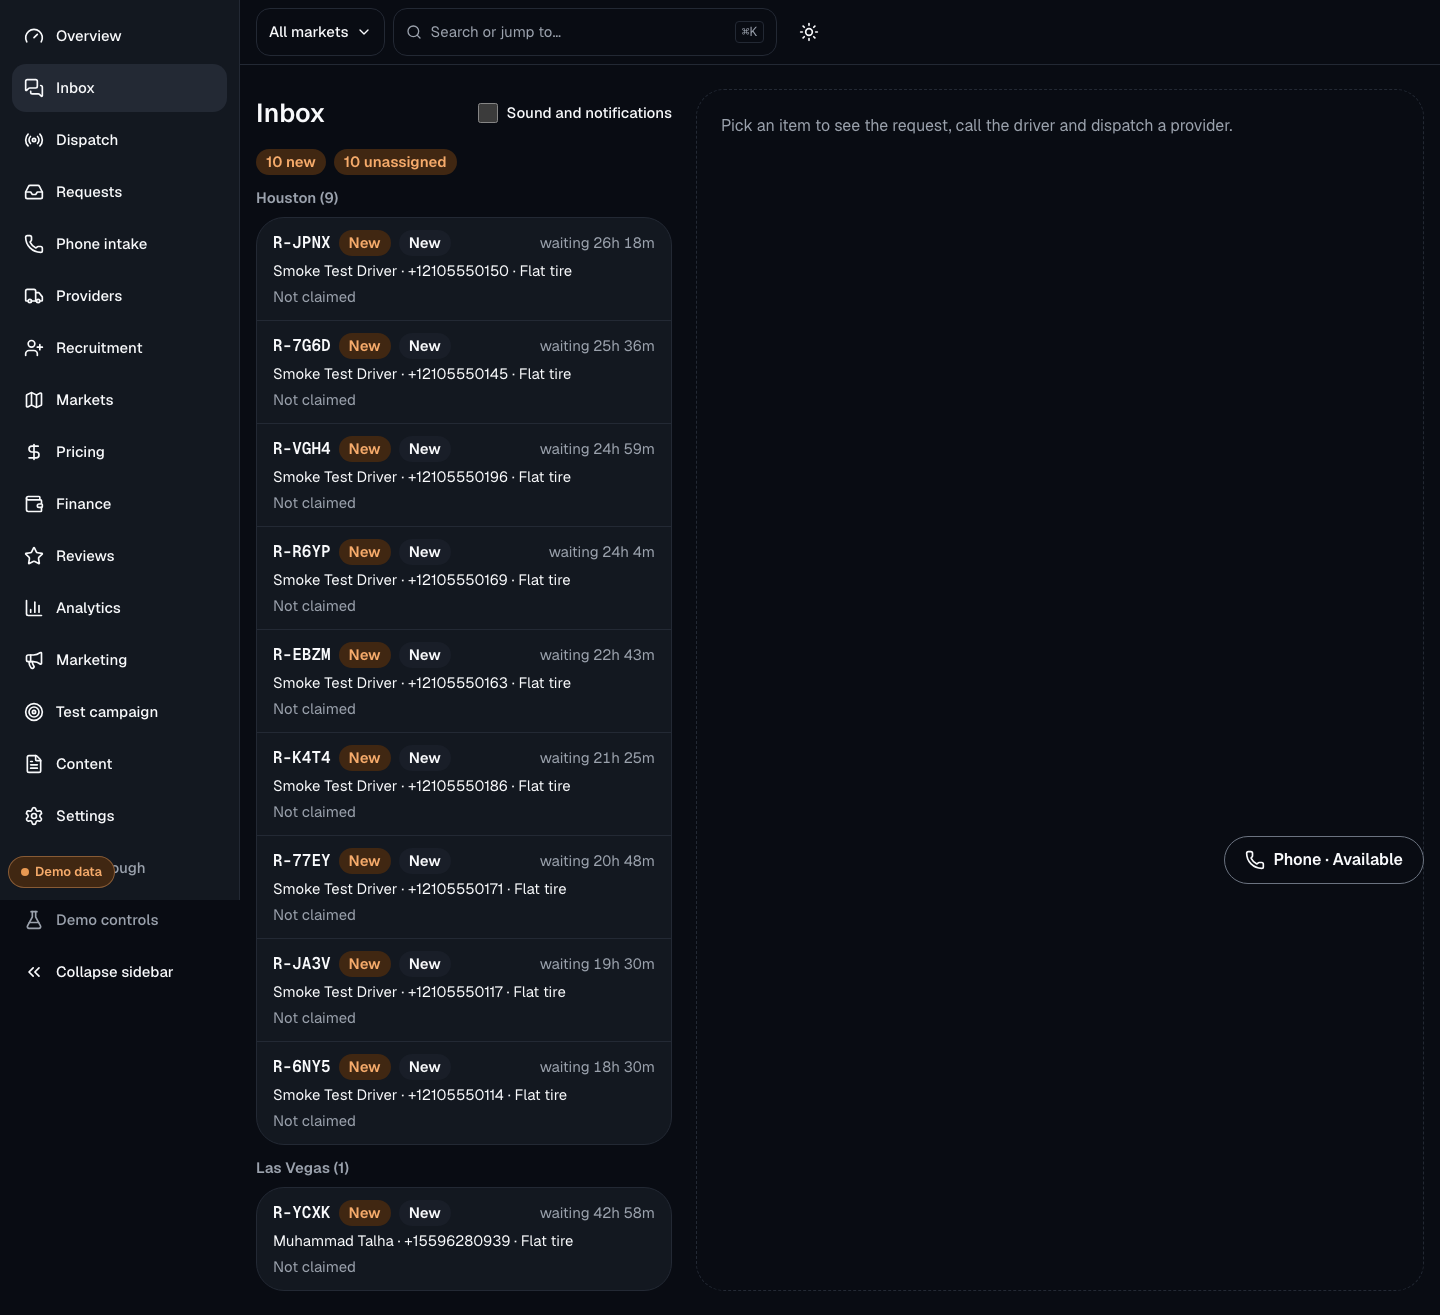 Overview
Inbox
Dispatch
Requests
Phone intake
Providers
Recruitment
Markets
Pricing
Finance
Reviews
Analytics
Marketing
Test campaign
Content
Settings
ough
Demo data
Demo controls
Collapse sidebar
All markets
Search or jump to…
⌘K
Inbox
Sound and notifications
10 new
10 unassigned
Houston (9)
R-JPNX New New waiting 26h 18m
Smoke Test Driver · +12105550150 · Flat tire
Not claimed
R-7G6D New New waiting 25h 36m
Smoke Test Driver · +12105550145 · Flat tire
Not claimed
R-VGH4 New New waiting 24h 59m
Smoke Test Driver · +12105550196 · Flat tire
Not claimed
R-R6YP New New waiting 24h 4m
Smoke Test Driver · +12105550169 · Flat tire
Not claimed
R-EBZM New New waiting 22h 43m
Smoke Test Driver · +12105550163 · Flat tire
Not claimed
R-K4T4 New New waiting 21h 25m
Smoke Test Driver · +12105550186 · Flat tire
Not claimed
R-77EY New New waiting 20h 48m
Smoke Test Driver · +12105550171 · Flat tire
Not claimed
R-JA3V New New waiting 19h 30m
Smoke Test Driver · +12105550117 · Flat tire
Not claimed
R-6NY5 New New waiting 18h 30m
Smoke Test Driver · +12105550114 · Flat tire
Not claimed
Las Vegas (1)
R-YCXK New New waiting 42h 58m
Muhammad Talha · +15596280939 · Flat tire
Not claimed
Pick an item to see the request, call the driver and dispatch a provider.
Phone · Available